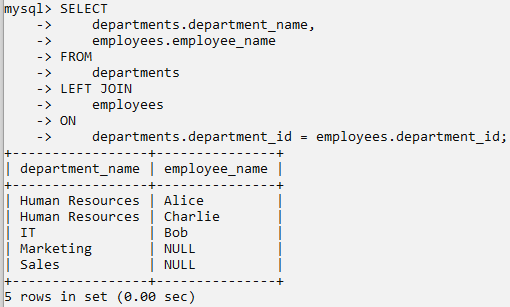 mysql> SELECT
    ->     departments.department_name,
    ->     employees.employee_name
    -> FROM
    ->     departments
    -> LEFT JOIN
    ->     employees
    -> ON
    ->     departments.department_id = employees.department_id;
+-----------------+---------------+
| department_name | employee_name |
+-----------------+---------------+
| Human Resources | Alice         |
| Human Resources | Charlie       |
| IT              | Bob           |
| Marketing       | NULL          |
| Sales           | NULL          |
+-----------------+---------------+
5 rows in set (0.00 sec)